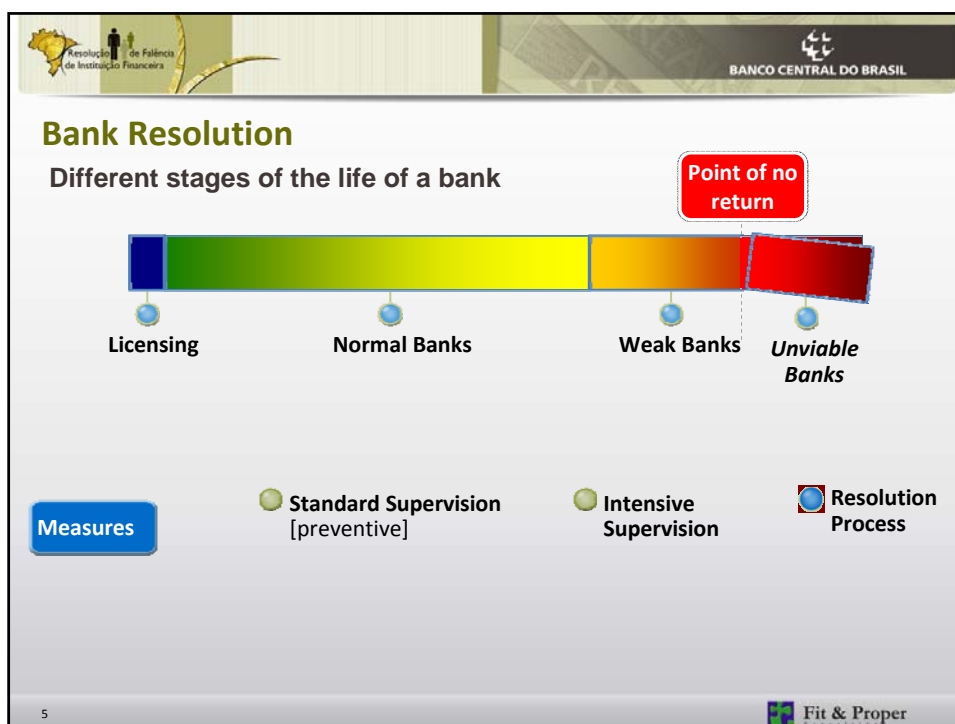 Resolução de Falência
de Instituição Financeira
BANCO CENTRAL DO BRASIL
Bank Resolution
Different stages of the life of a bank
Point of no
return
Licensing
Normal Banks
Weak Banks
Unviable
Banks
Measures
Standard Supervision
[preventive]
Intensive
Supervision
Resolution
Process
5
Fit & Proper